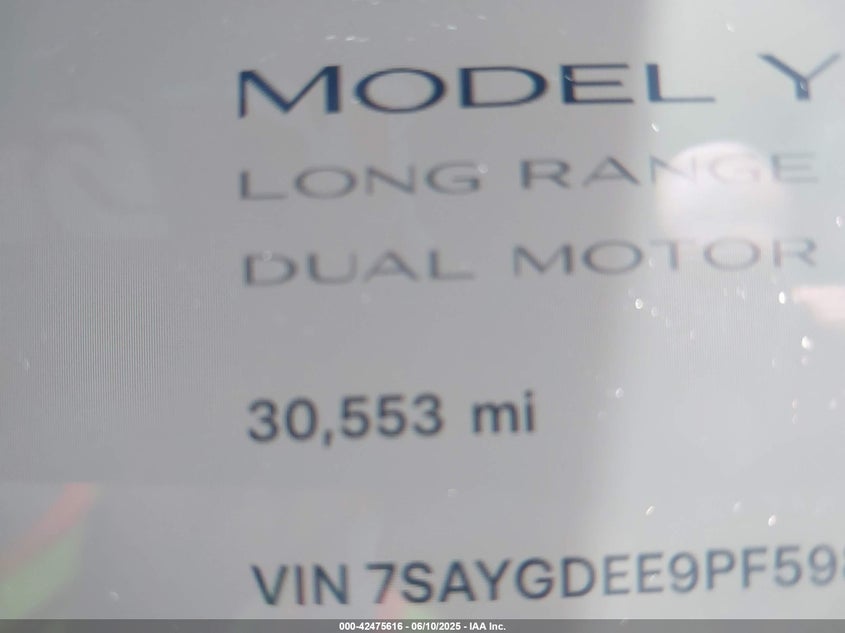 MODEL Y
LONG RANGE
DUAL MOTOR
30,553 mi
VIN 7SAYGDEE9PF59
000-42475616 - 06/10/2025 - IAA Inc.